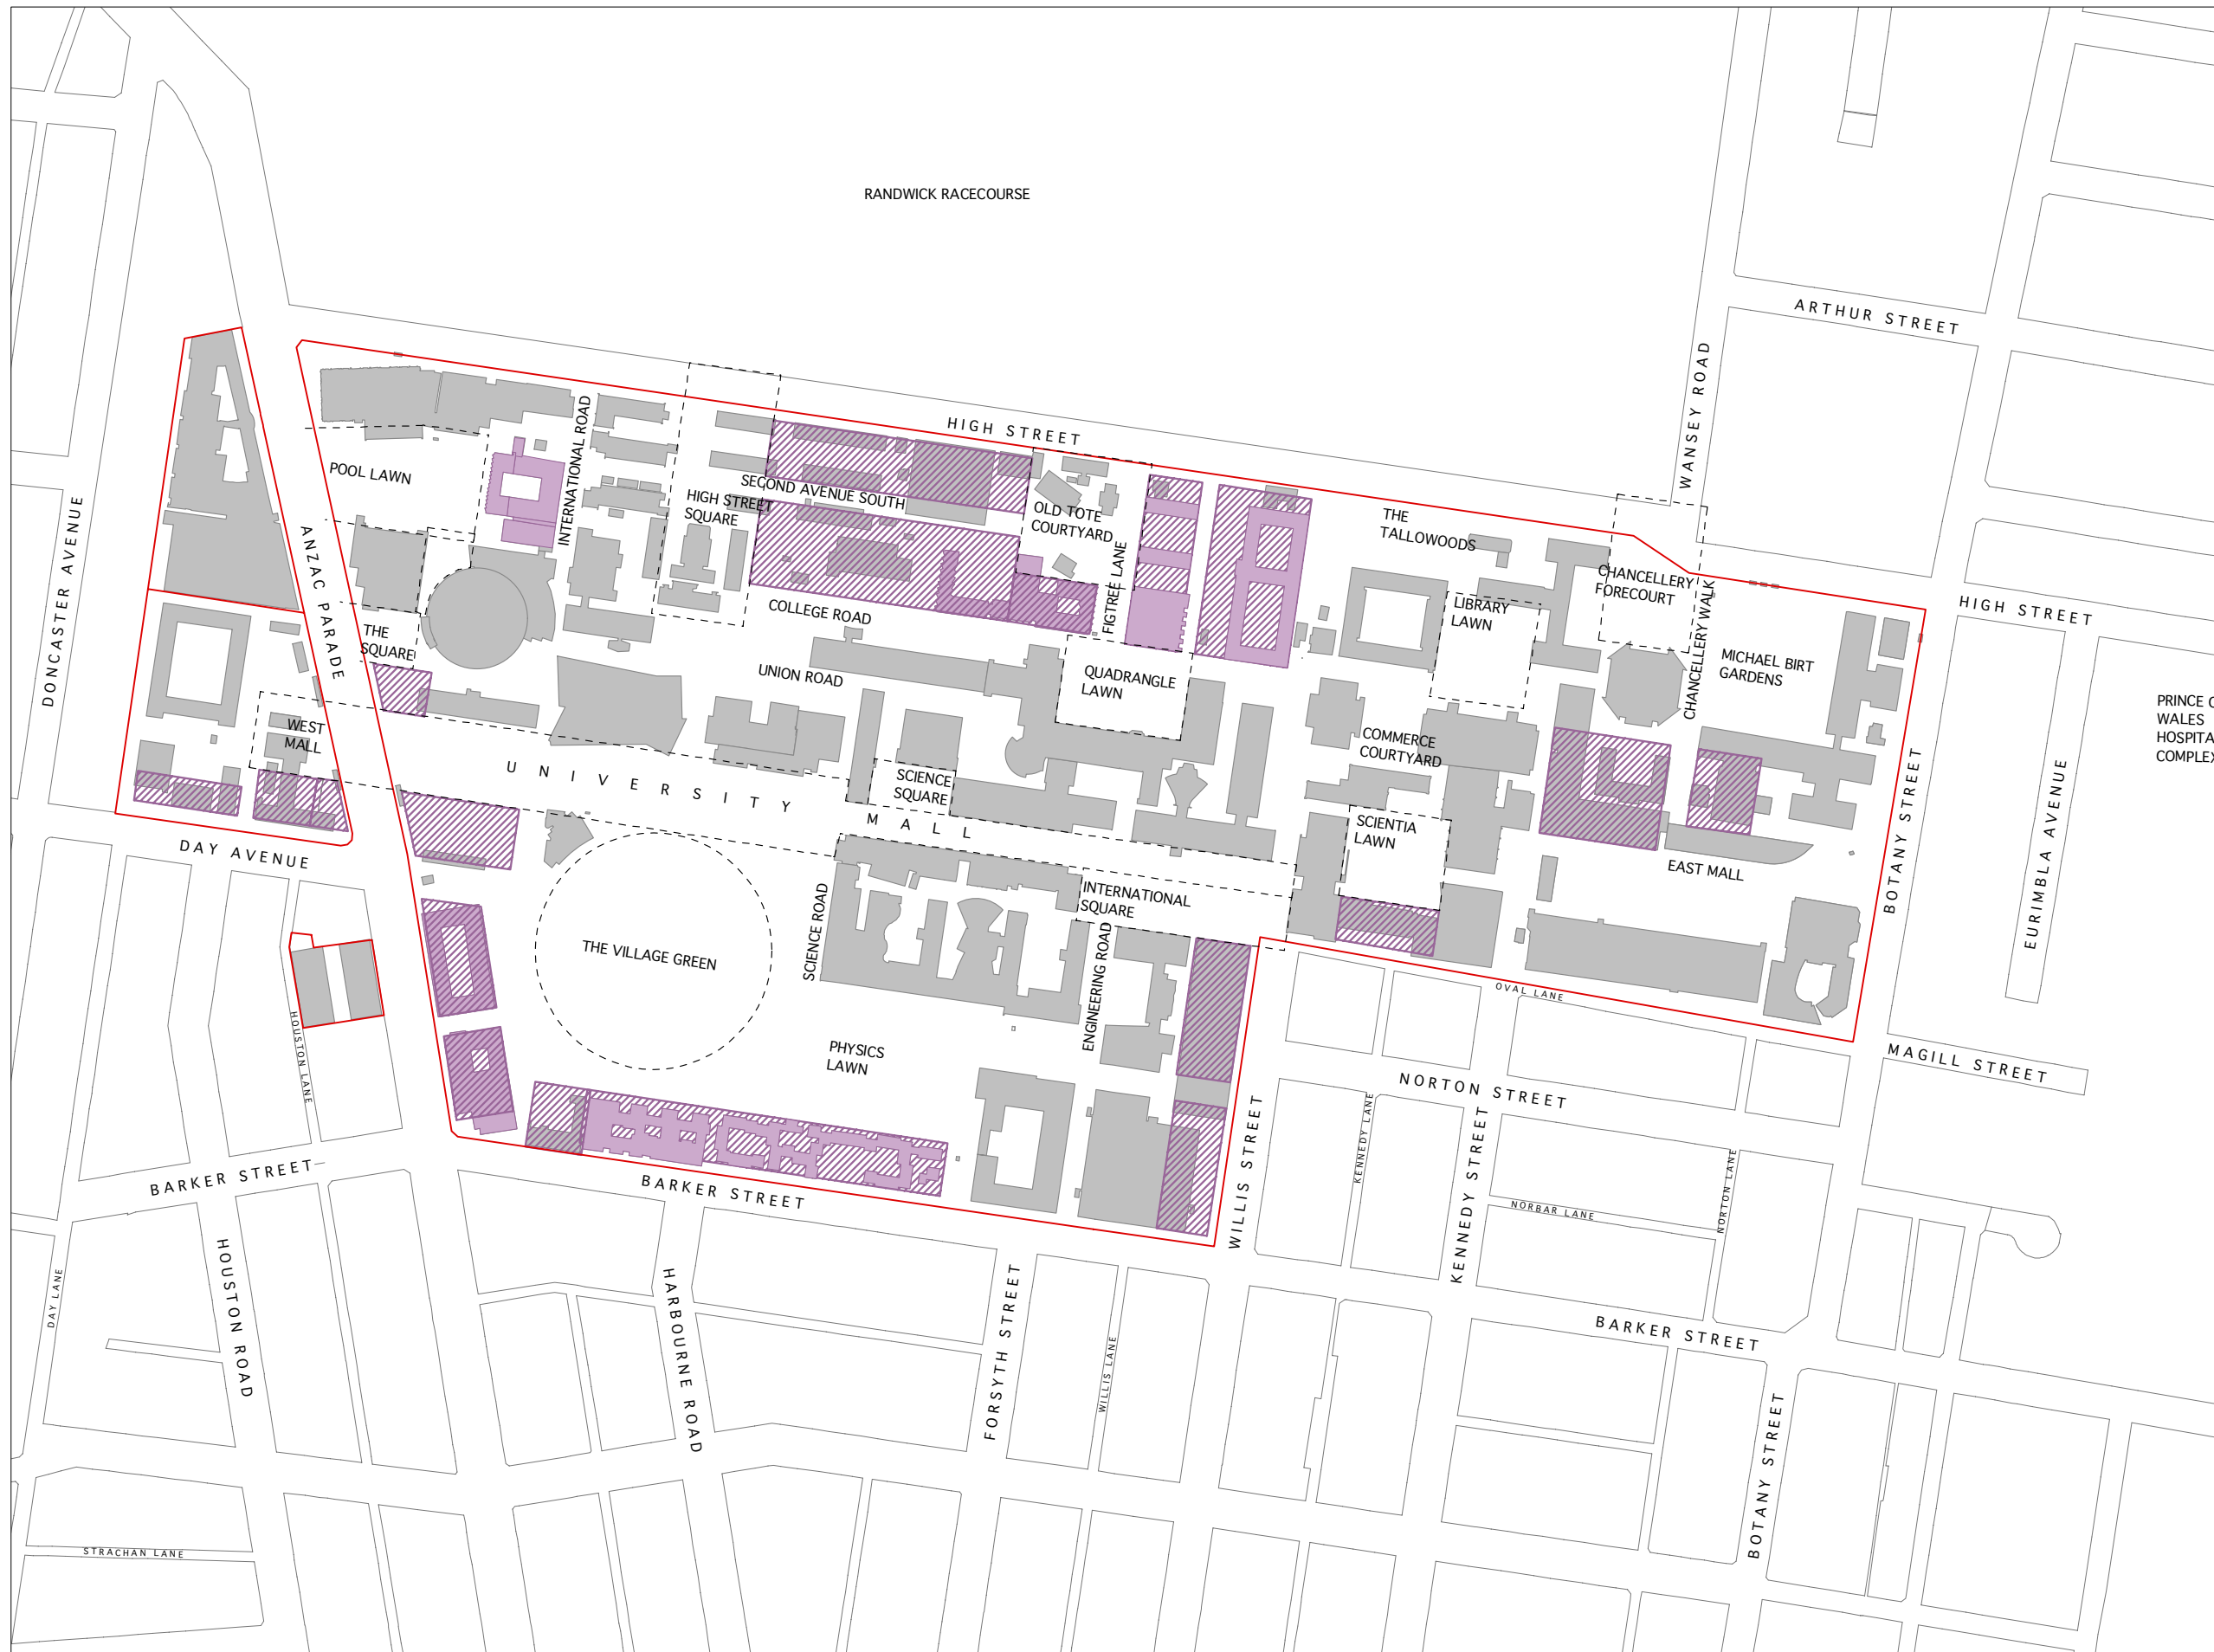 RANDWICK RACECOURSE
ARTHUR STREET
WANSEY ROAD
HIGH STREET
INTERNATIONAL ROAD
POOL LAWN
SECOND AVENUE SOUTH
HIGH STREET
SQUARE
OLD TOTE
COURTYARD
THE
TALLOWOODS
DONCASTER AVENUE
ANZAC PARADE
FIGTREE LANE
CHANCELLERY
FORECOURT
CHANCELLERY WALK
LIBRARY
LAWN
HIGH STREET
COLLEGE ROAD
THE
SQUARE
UNION ROAD
QUADRANGLE
LAWN
MICHAEL BIRT
GARDENS
PRINCE O
WALES
HOSPITA
COMPLEX
WEST
MALL
COMMERCE
COURTYARD
UNIVERSITY
MALL
SCIENCE
SQUARE
SCIENTIA
LAWN
BOTANY STREET
EURIMBLA AVENUE
DAY AVENUE
EAST MALL
INTERNATIONAL
SQUARE
SCIENCE ROAD
THE VILLAGE GREEN
ENGINEERING ROAD
OVAL LANE
HOUSTON LANE
PHYSICS
LAWN
MAGILL STREET
NORTON STREET
KENNEDY LANE
KENNEDY STREET
WILLIS STREET
NORTON LANE
BARKER STREET
BARKER STREET
NORBAR LANE
DAY LANE
HOUSTON ROAD
HARBOURNE ROAD
FORSYTH STREET
WILLIS LANE
BARKER STREET
BOTANY STREET
STRACHAN LANE